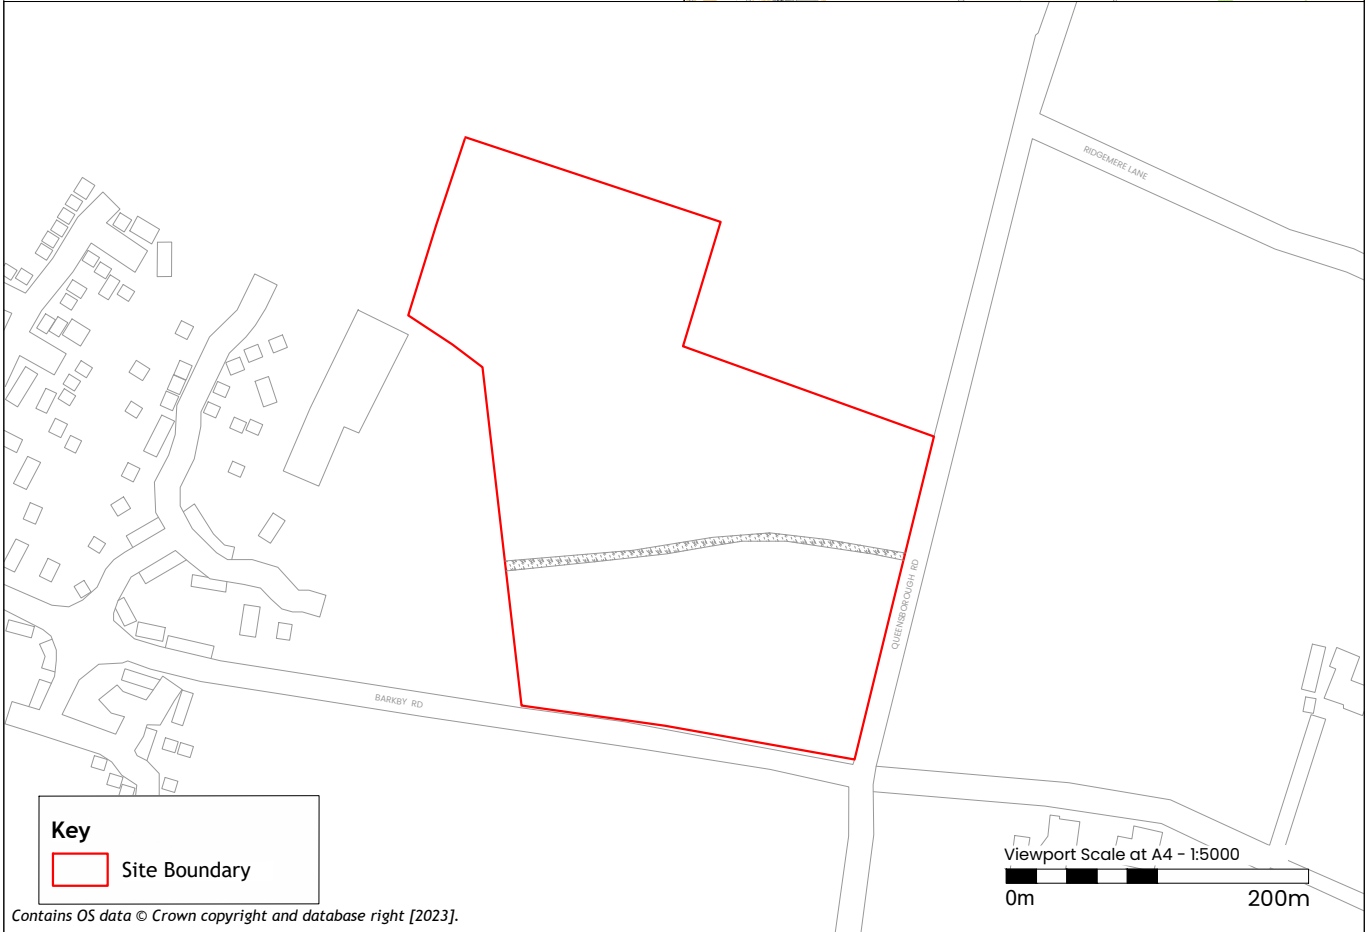 RIDGEMERE LANE
QUEENSBOROUGH RD
BARKBY RD
Key
Site Boundary
Viewport Scale at A4 - 1:5000
0m 200m
Contains OS data © Crown copyright and database right [2023].